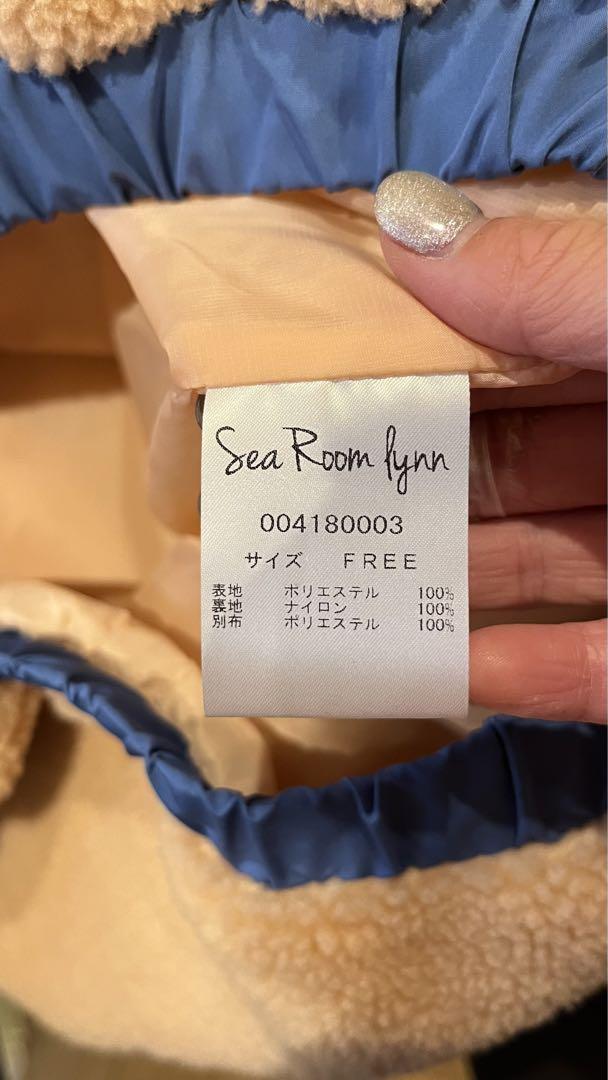 Sea Room lynn
004180003
サイズ FREE
表地 ポリエステル 100%
裏地 ナイロン 100%
別布 ポリエステル 100%